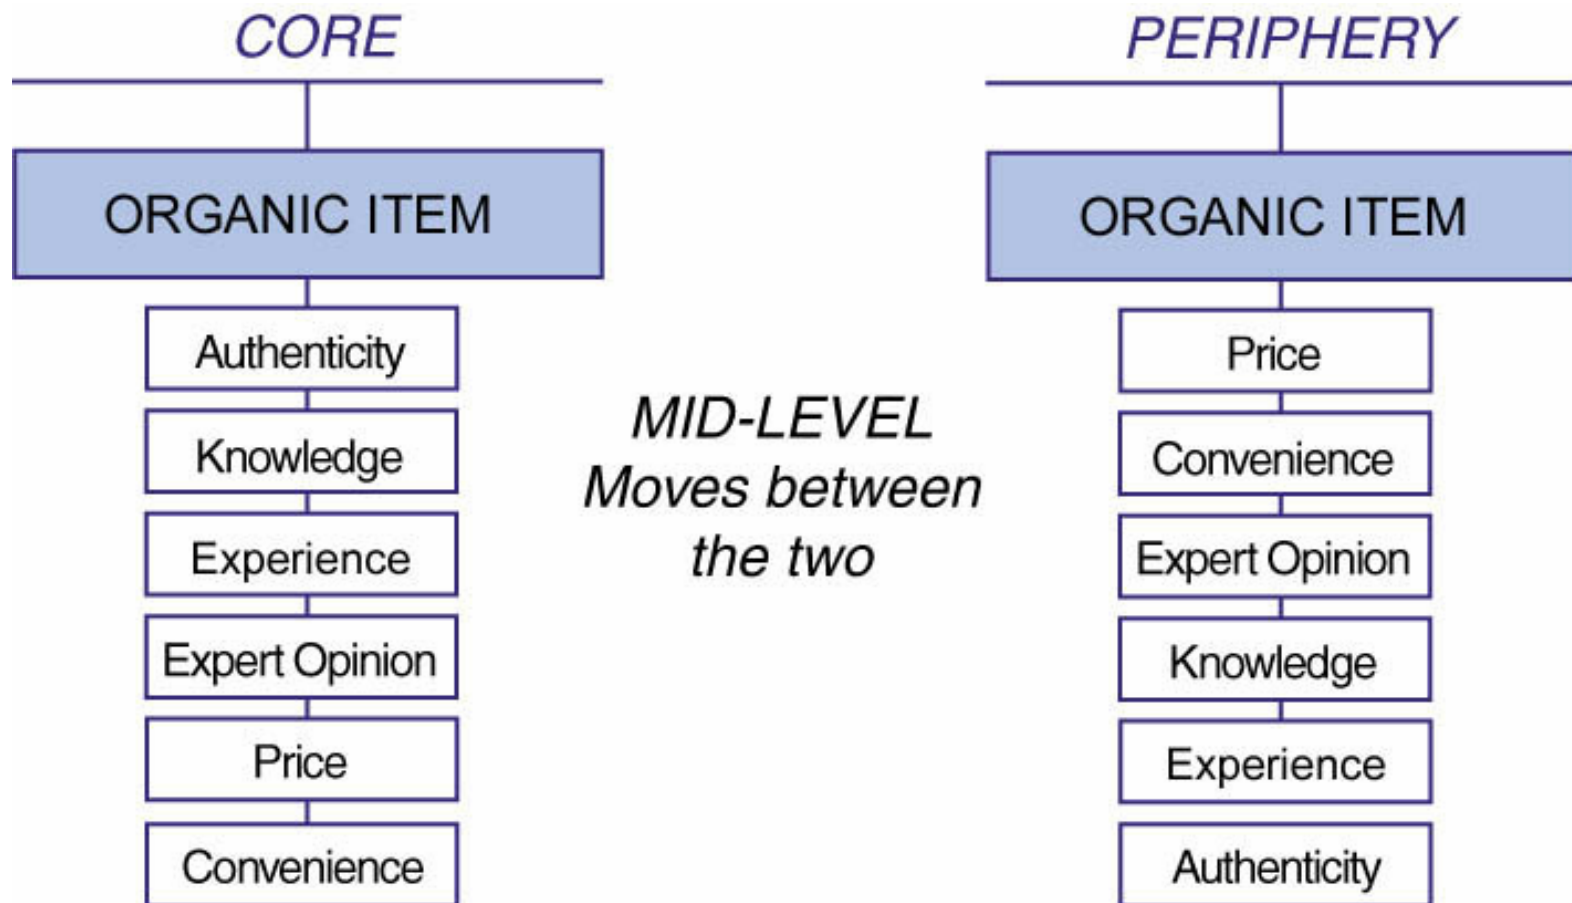 CORE
ORGANIC ITEM
Authenticity
Knowledge
Experience
Expert Opinion
Price
Convenience
MID-LEVEL
Moves between
the two
PERIPHERY
ORGANIC ITEM
Price
Convenience
Expert Opinion
Knowledge
Experience
Authenticity